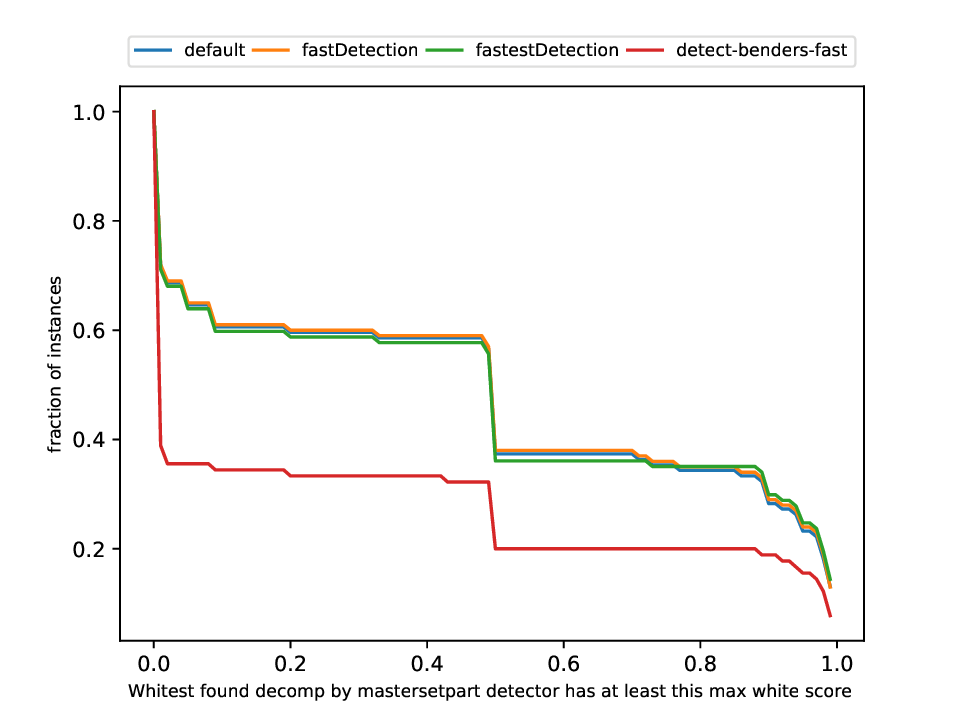 default fastDetection fastestDetection detect-benders-fast
1.0
0.8
0.6
0.4
0.2
fraction of instances
0.0 0.2 0.4 0.6 0.8 1.0
Whitest found decomp by mastersetpart detector has at least this max white score